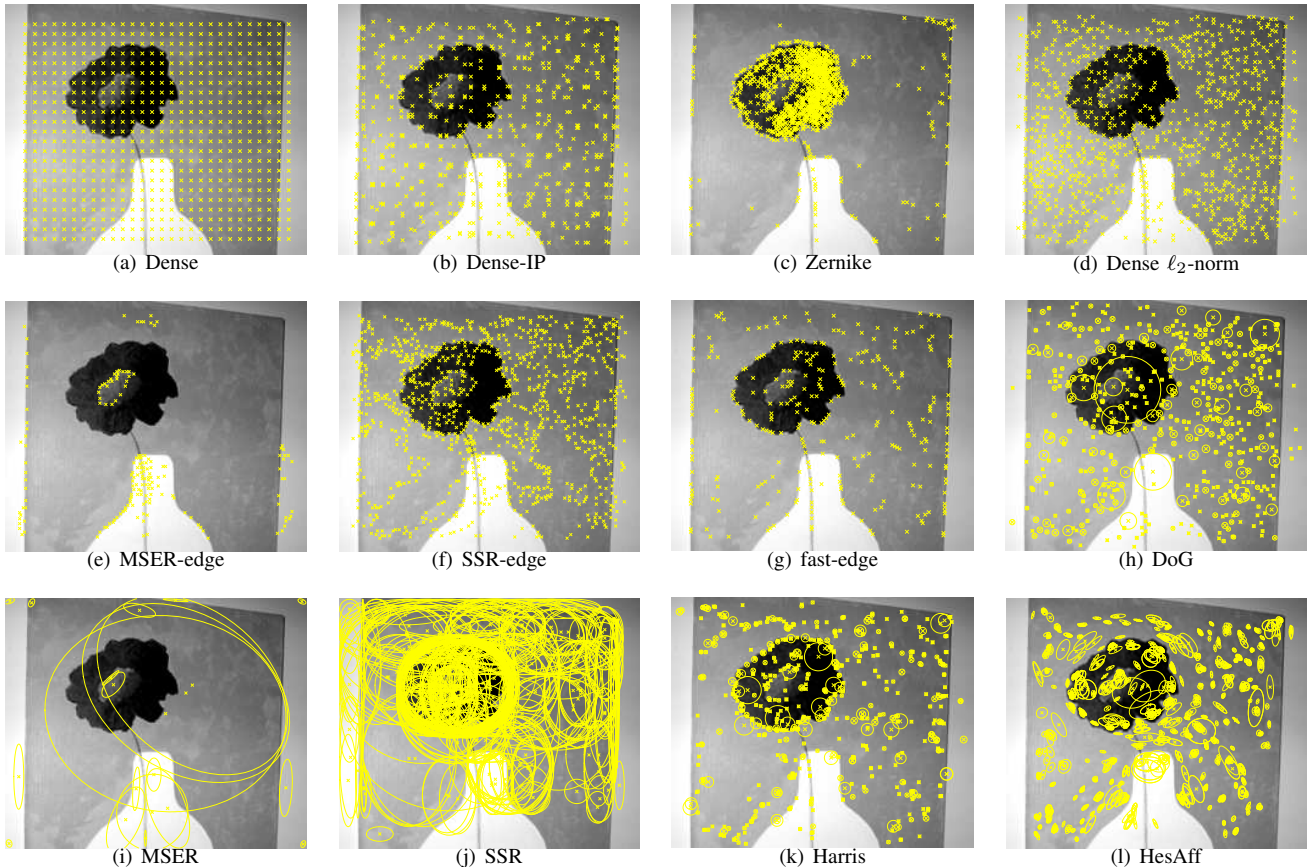 (a) Dense
(b) Dense-IP
(c) Zernike
(d) Dense ℓ2-norm
(e) MSER-edge
(f) SSR-edge
(g) fast-edge
(h) DoG
(i) MSER
(j) SSR
(k) Harris
(l) HesAff